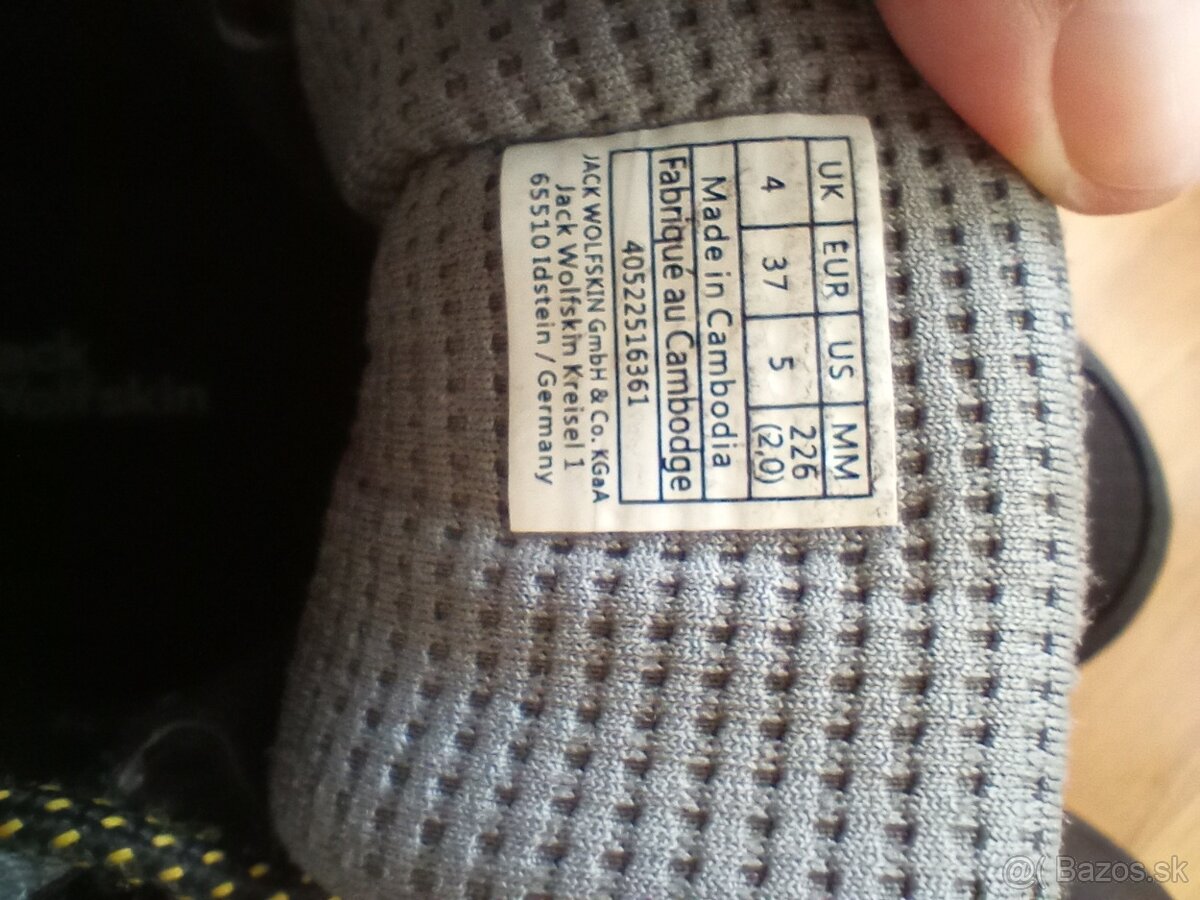 UK EUR US MM
4 37 5 226
(2,0)
Made in Cambodia
Fabriqué au Cambodge
40522516361
JACK WOLFSKIN GmbH & Co. KGaA
Jack Wolfskin Kreisel 1
65510 Idstein / Germany
@( Bazos.sk